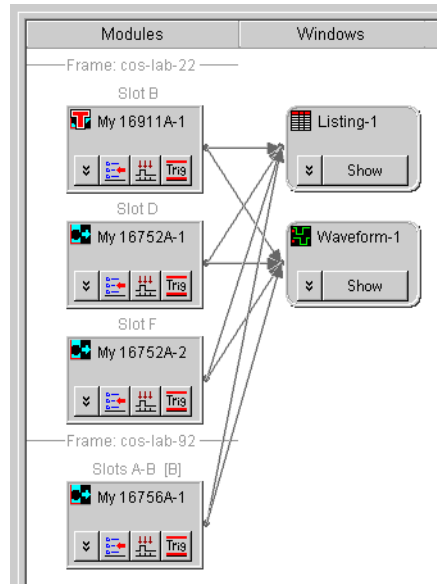 Modules Windows
Frame: cos-lab-22
Slot B
My 16911A-1 Listing-1
Trig Show
Slot D
My 16752A-1 Waveform-1
Trig Show
Slot F
My 16752A-2
Trig
Frame: cos-lab-92
Slots A-B [B]
My 16756A-1
Trig